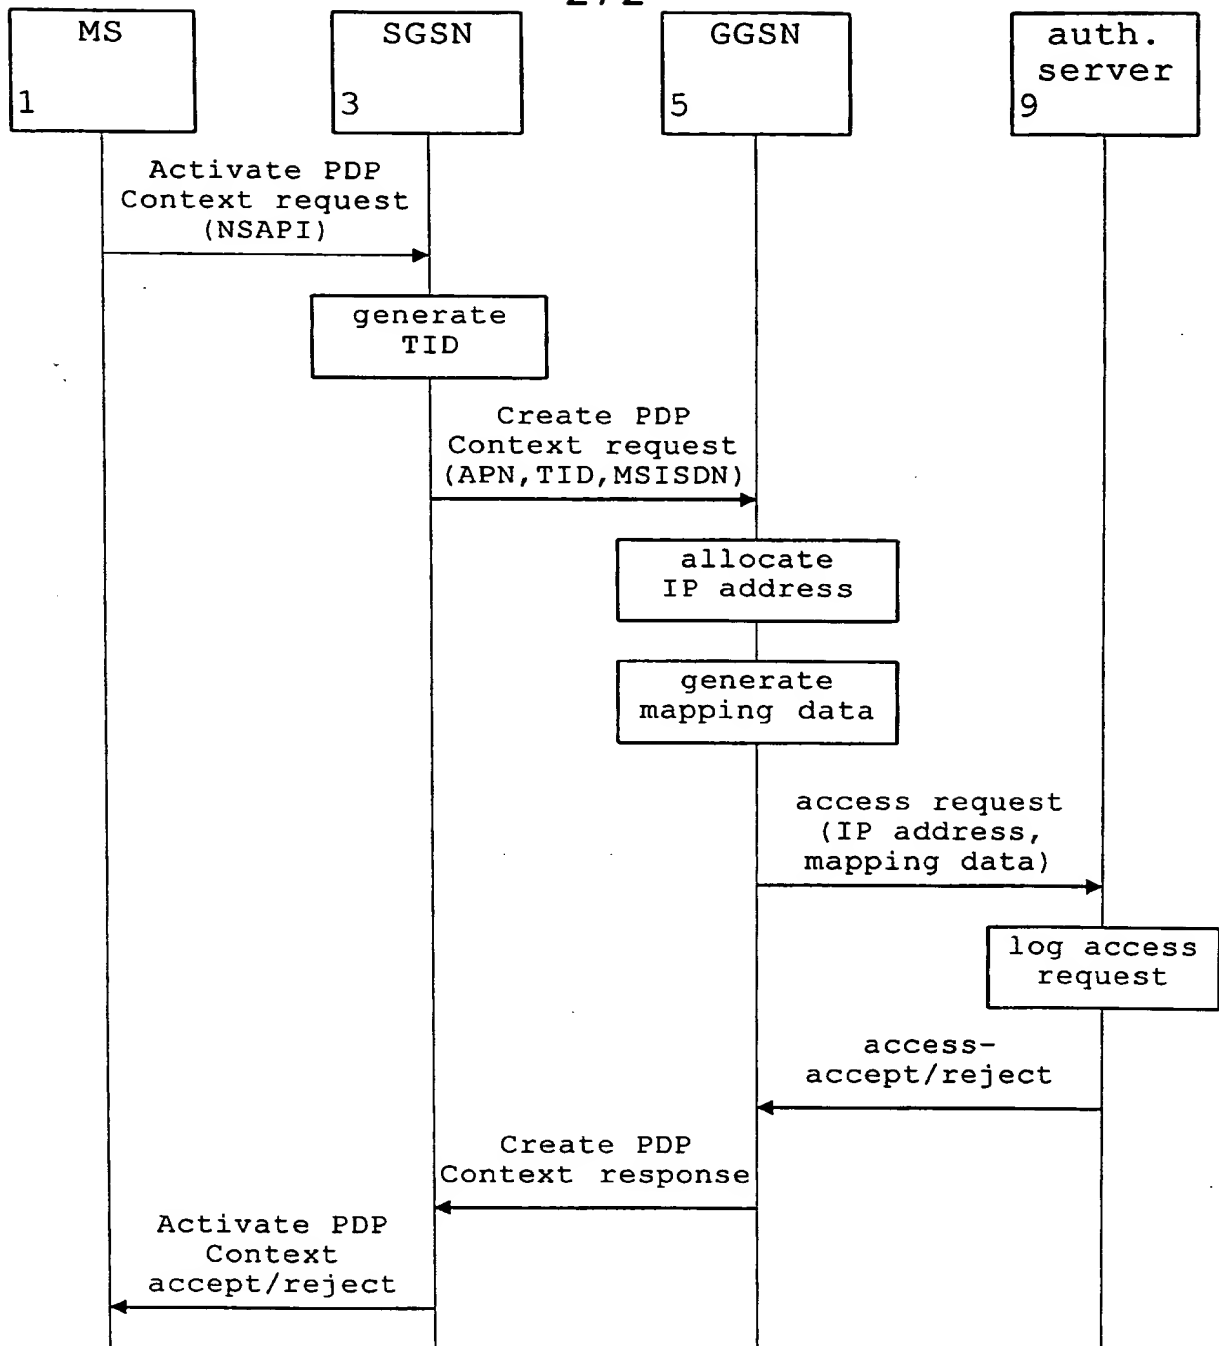 2/2
MS
1
SGSN
3
GGSN
5
auth.
server
9
Activate PDP
Context request
(NSAPI)
generate
TID
Create PDP
Context request
(APN,TID,MSISDN)
allocate
IP address
generate
mapping data
access request
(IP address,
mapping data)
log access
request
access-
accept/reject
Create PDP
Context response
Activate PDP
Context
accept/reject